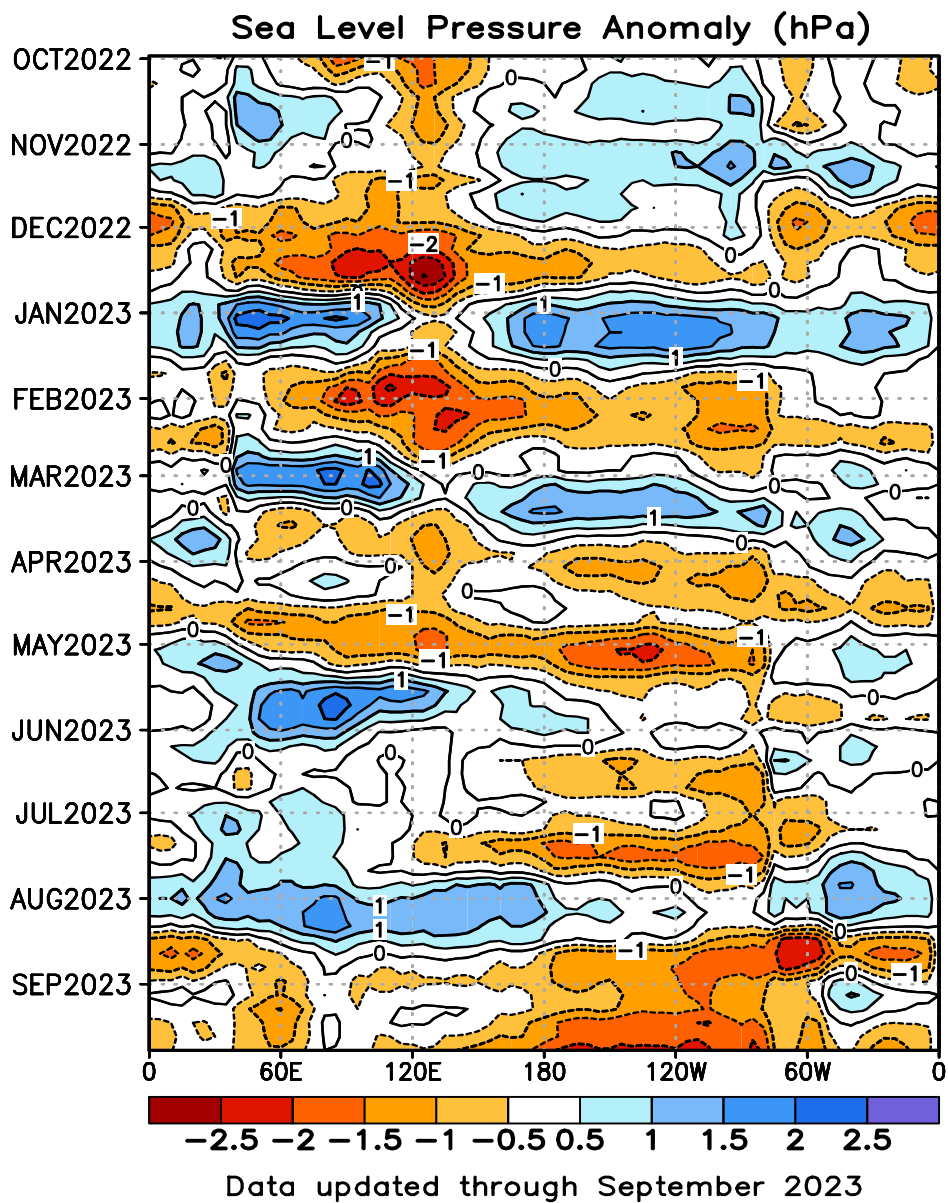 Sea Level Pressure Anomaly (hPa)
OCT2022
−1
0
0
NOV2022
−1
−1
DEC2022
−2
0
−1
0
JAN2023
1
1
−1
1
0
−1
FEB2023
−1
1
0
0
MAR2023
0
0
1
0
APR2023
0
0
−1
MAY2023
0
−1
−1
1
0
JUN2023
0
0
0
JUL2023
0
−1
−1
0
AUG2023
1
1
0
0
−1
0
−1
SEP2023
0 60E 120E 180 120W 60W 0
−2.5 −2 −1.5 −1 −0.5 0.5 1 1.5 2 2.5
Data updated through September 2023